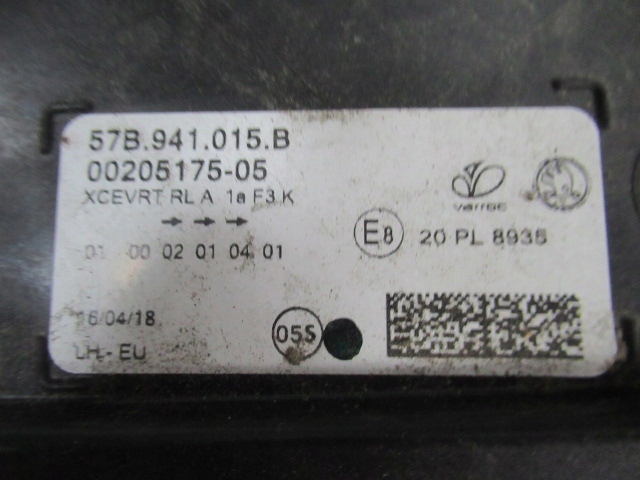 57B.941.015.B
00205175-05
XCEVRT RL A 1a F3 K
→ → →
01 00 02 01 04 01
varroc
E8 20 PL 8935
16/04/18
05S
LH - EU